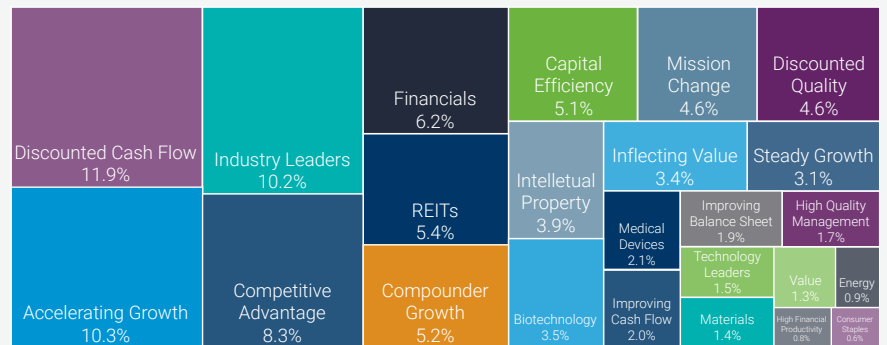 Discounted Cash Flow
11.9%
Accelerating Growth
10.3%
Industry Leaders
10.2%
Competitive
Advantage
8.3%
Financials
6.2%
REITs
5.4%
Compounder
Growth
5.2%
Capital
Efficiency
5.1%
Mission
Change
4.6%
Discounted
Quality
4.6%
Intelletual
Property
3.9%
Biotechnology
3.5%
Inflecting Value
3.4%
Steady Growth
3.1%
Medical
Devices
2.1%
Improving
Cash Flow
2.0%
Improving
Balance Sheet
1.9%
High Quality
Management
1.7%
Technology
Leaders
1.5%
Materials
1.4%
Value
1.3%
Energy
0.9%
High Financial
Productivity
0.8%
Consumer
Staples
0.6%